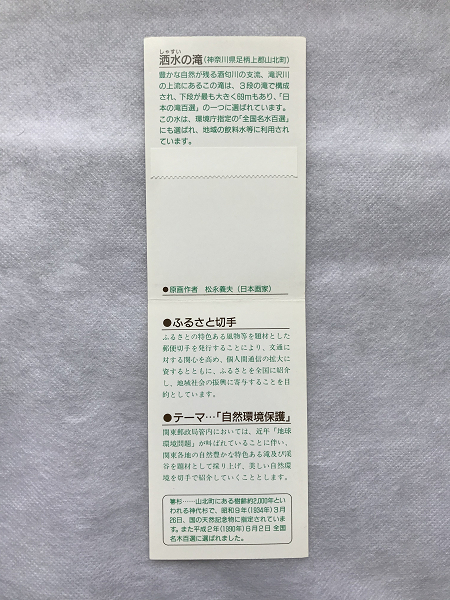 しゃすい
洒水の滝(神奈川県足柄上郡山北町)
豊かな自然が残る酒匂川の支流、滝沢川
の上流にあるこの滝は、3段の滝で構成
され、下段が最も大きく69mもあり、「日
本の滝百選」の一つに選ばれています。
この水は、環境庁指定の「全国名水百選」
にも選ばれ、地域の飲料水等に利用され
ています。
●原画作者 松永義夫(日本画家)
●ふるさと切手
ふるさとの特色ある風物等を題材とした
郵便切手を発行することにより、文通に
対する関心を高め、個人間通信の拡大に
資するとともに、ふるさとを全国に紹介
し、地域社会の振興に寄与することを目
的としています。
●テーマ…「自然環境保護」
関東郵政局管内においては、近年「地球
環境問題」が叫ばれていることに伴い、
関東各地の自然豊かな特色ある滝及び渓
谷を題材として採り上げ、美しい自然環
境を切手で紹介していくこととします。
箒杉……山北町にある樹齢約2,000年とい
われる神代杉で、昭和9年(1934年)3月
26日、国の天然記念物に指定されていま
す。また平成2年(1990年)6月2日 全国
名木百選に選ばれました。